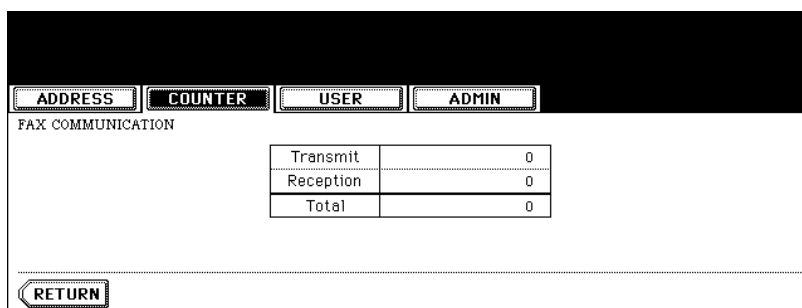 ADDRESS COUNTER USER ADMIN
FAX COMMUNICATION
Transmit 0
Reception 0
Total 0
RETURN